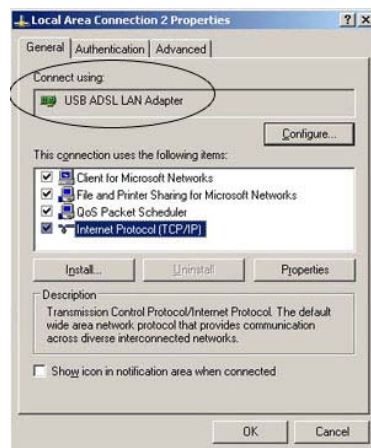 Local Area Connection 2 Properties
General Authentication Advanced
Connect using:
USB ADSL LAN Adapter
Configure...
This connection uses the following items:
Client for Microsoft Networks
File and Printer Sharing for Microsoft Networks
QoS Packet Scheduler
Internet Protocol (TCP/IP)
Install... Uninstall Properties
Description
Transmission Control Protocol/Internet Protocol. The default
wide area network protocol that provides communication
across diverse interconnected networks.
Show icon in notification area when connected
OK Cancel